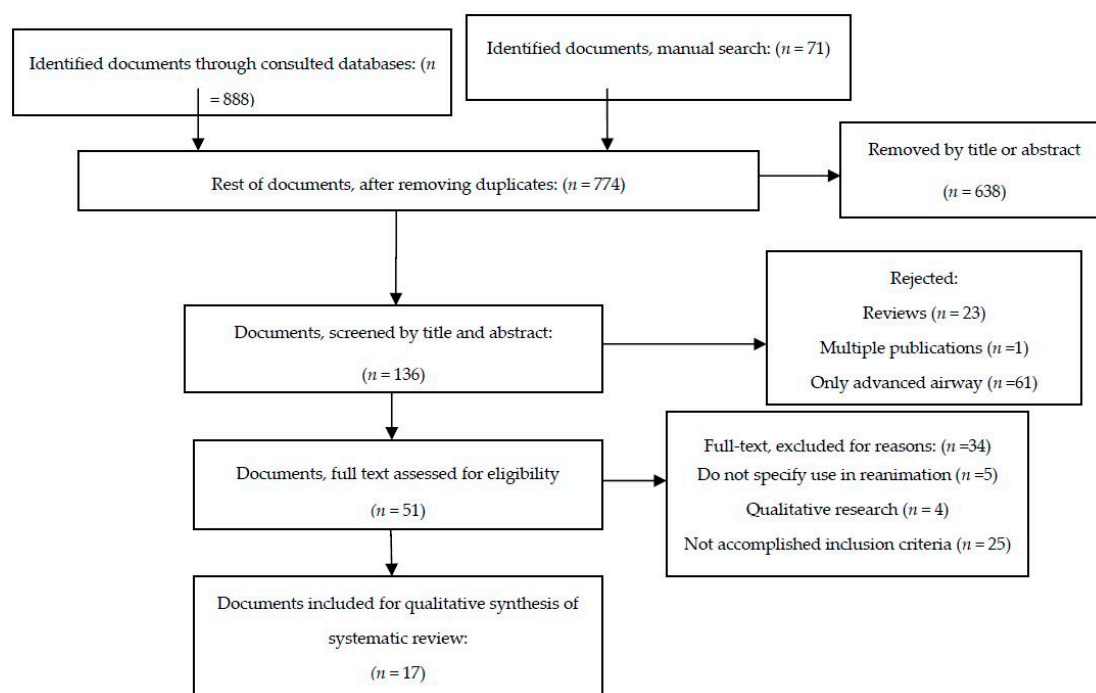 Identified documents through consulted databases: (n
= 888)
Identified documents, manual search: (n = 71)
Rest of documents, after removing duplicates: (n = 774)
Removed by title or abstract
(n = 638)
Documents, screened by title and abstract:
(n = 136)
Rejected:
Reviews (n = 23)
Multiple publications (n =1)
Only advanced airway (n =61)
Documents, full text assessed for eligibility
(n = 51)
Full-text, excluded for reasons: (n =34)
Do not specify use in reanimation (n =5)
Qualitative research (n = 4)
Not accomplished inclusion criteria (n = 25)
Documents included for qualitative synthesis of
systematic review:
(n = 17)